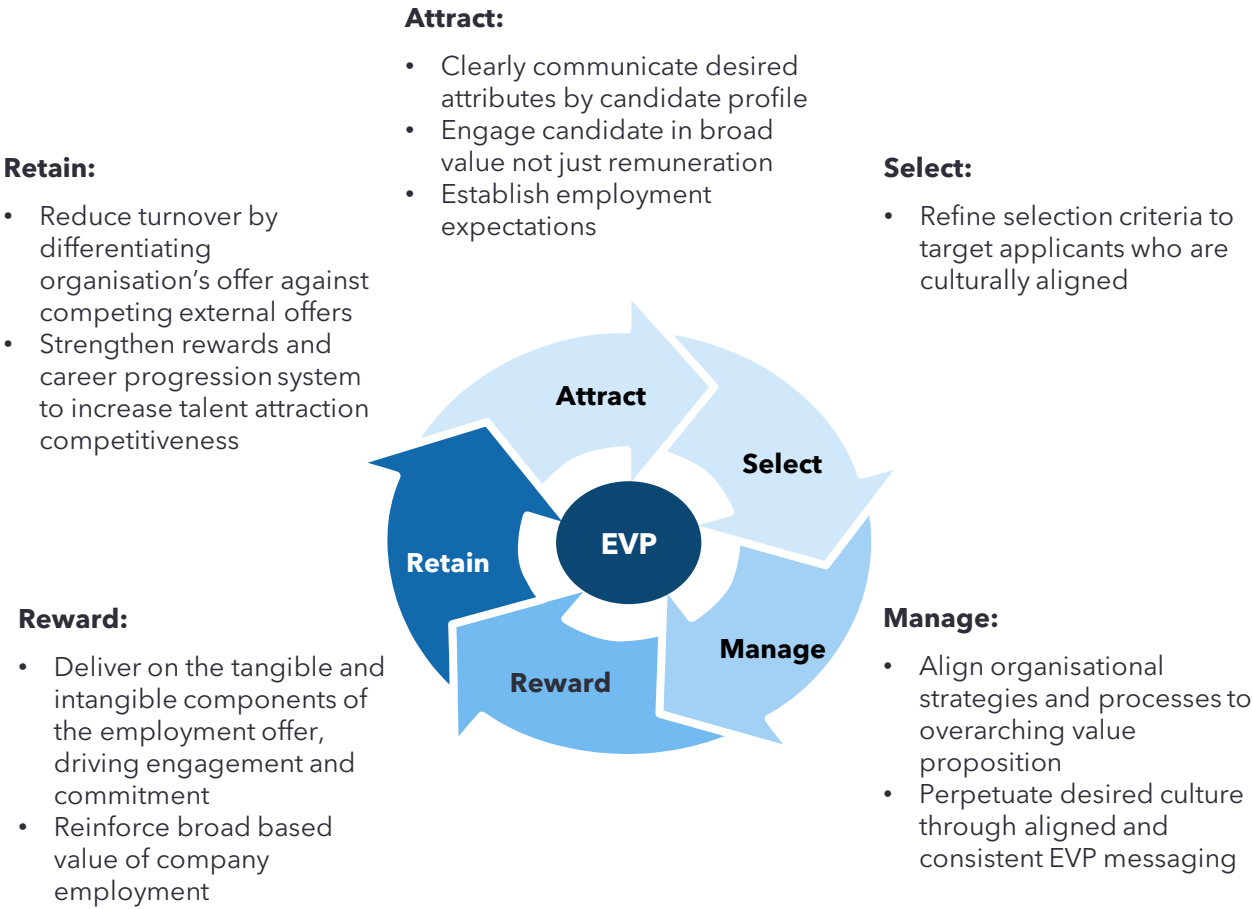 Attract:
• Clearly communicate desired
attributes by candidate profile
• Engage candidate in broad
value not just remuneration
• Establish employment
expectations
Retain:
• Reduce turnover by
differentiating
organisation’s offer against
competing external offers
• Strengthen rewards and
career progression system
to increase talent attraction
competitiveness
Select:
• Refine selection criteria to
target applicants who are
culturally aligned
Attract
Select
EVP
Retain
Manage
Reward
Reward:
• Deliver on the tangible and
intangible components of
the employment offer,
driving engagement and
commitment
• Reinforce broad based
value of company
employment
Manage:
• Align organisational
strategies and processes to
overarching value
proposition
• Perpetuate desired culture
through aligned and
consistent EVP messaging